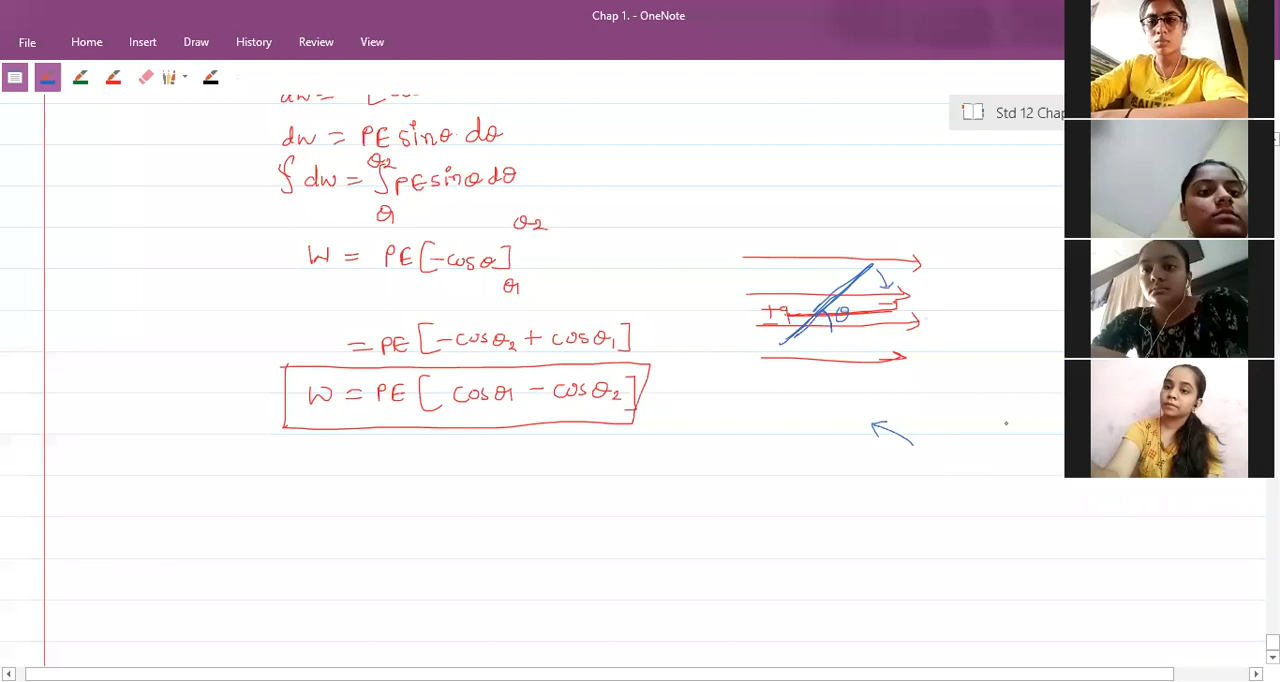 Chap 1. - OneNote
File Home Insert Draw History Review View
Std 12 Chap
dw = PE sinθ. dθ
∫ dw = ∫θ1^θ2 PE sinθ dθ
W = PE [-cosθ]θ1^θ2
= PE [-cosθ2 + cosθ1]
W = PE [ cosθ1 - cosθ2 ]
+q θ